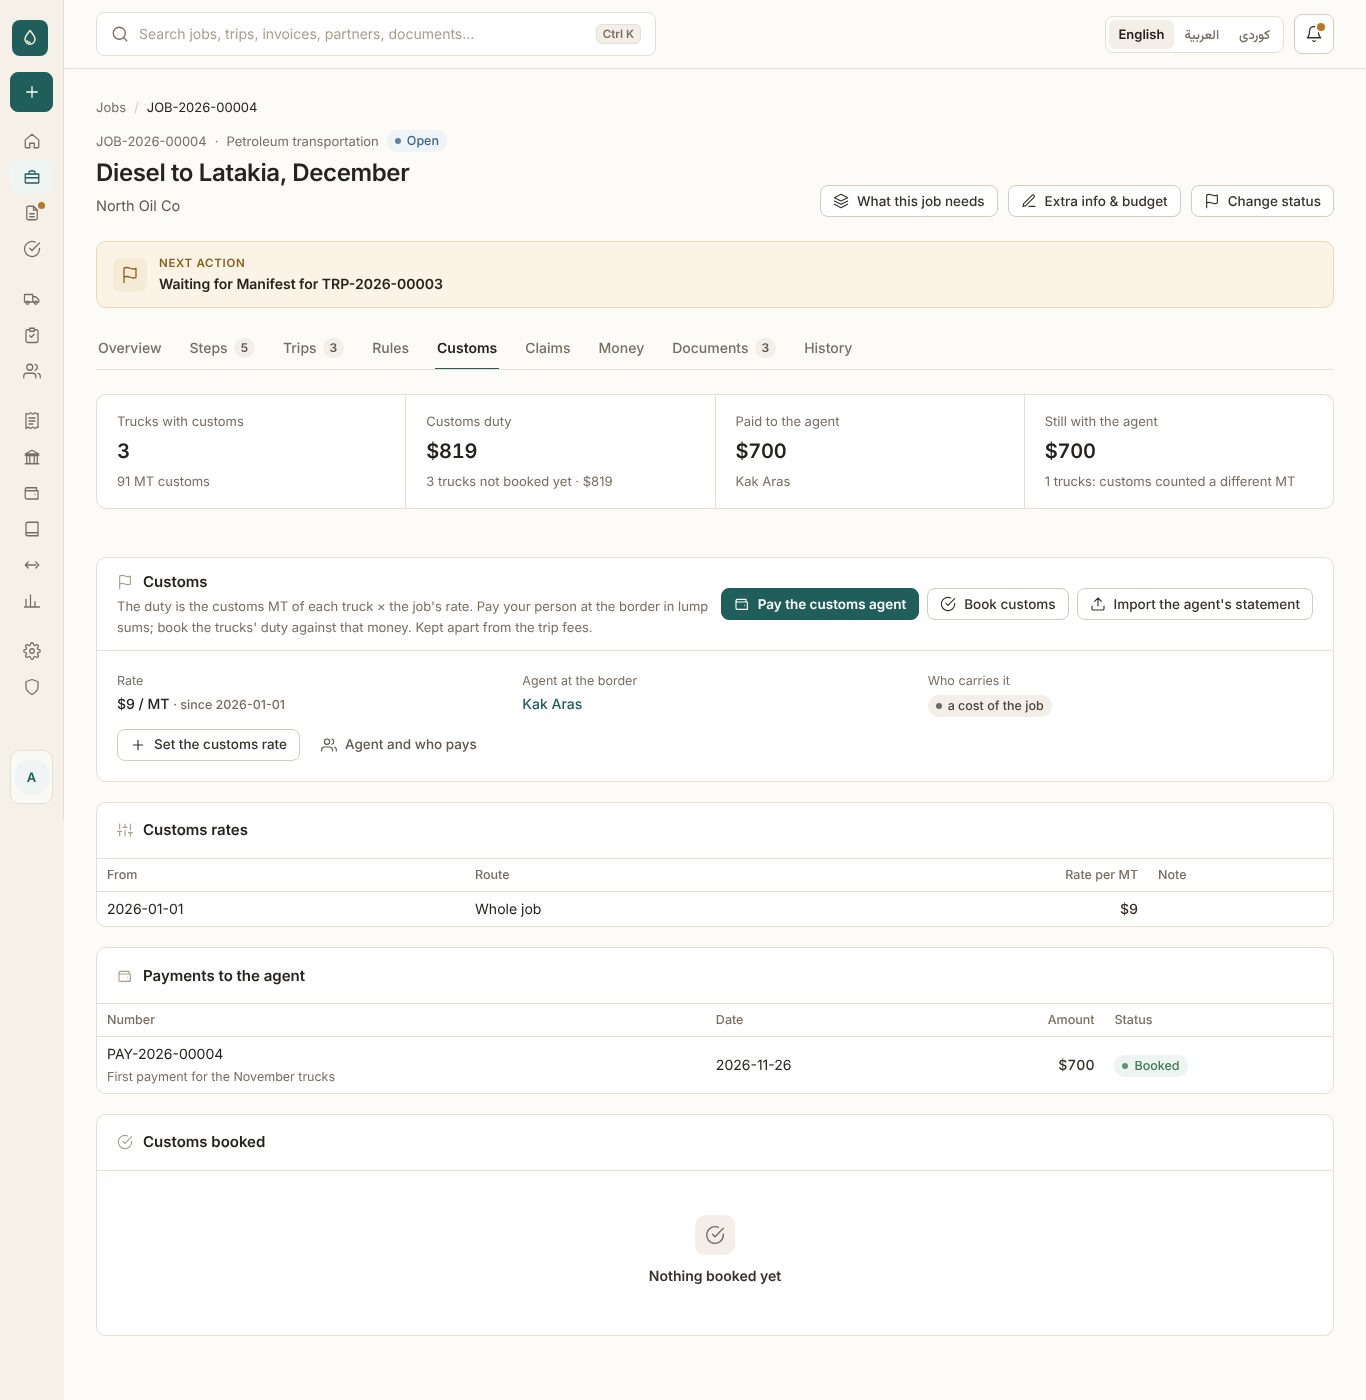 Search jobs, trips, invoices, partners, documents...
Ctrl K
English
العربية
کوردی
Jobs / JOB-2026-00004
JOB-2026-00004 · Petroleum transportation
Open
Diesel to Latakia, December
North Oil Co
What this job needs
Extra info & budget
Change status
NEXT ACTION
Waiting for Manifest for TRP-2026-00003
Overview
Steps 5
Trips 3
Rules
Customs
Claims
Money
Documents 3
History
Trucks with customs
3
91 MT customs
Customs duty
$819
3 trucks not booked yet · $819
Paid to the agent
$700
Kak Aras
Still with the agent
$700
1 trucks: customs counted a different MT
Customs
The duty is the customs MT of each truck × the job's rate. Pay your person at the border in lump
sums; book the trucks' duty against that money. Kept apart from the trip fees.
Pay the customs agent
Book customs
Import the agent's statement
Rate
$9 / MT · since 2026-01-01
Agent at the border
Kak Aras
Who carries it
a cost of the job
Set the customs rate
Agent and who pays
A
Customs rates
From
Route
Rate per MT
Note
2026-01-01
Whole job
$9
Payments to the agent
Number
Date
Amount
Status
PAY-2026-00004
First payment for the November trucks
2026-11-26
$700
Booked
Customs booked
Nothing booked yet